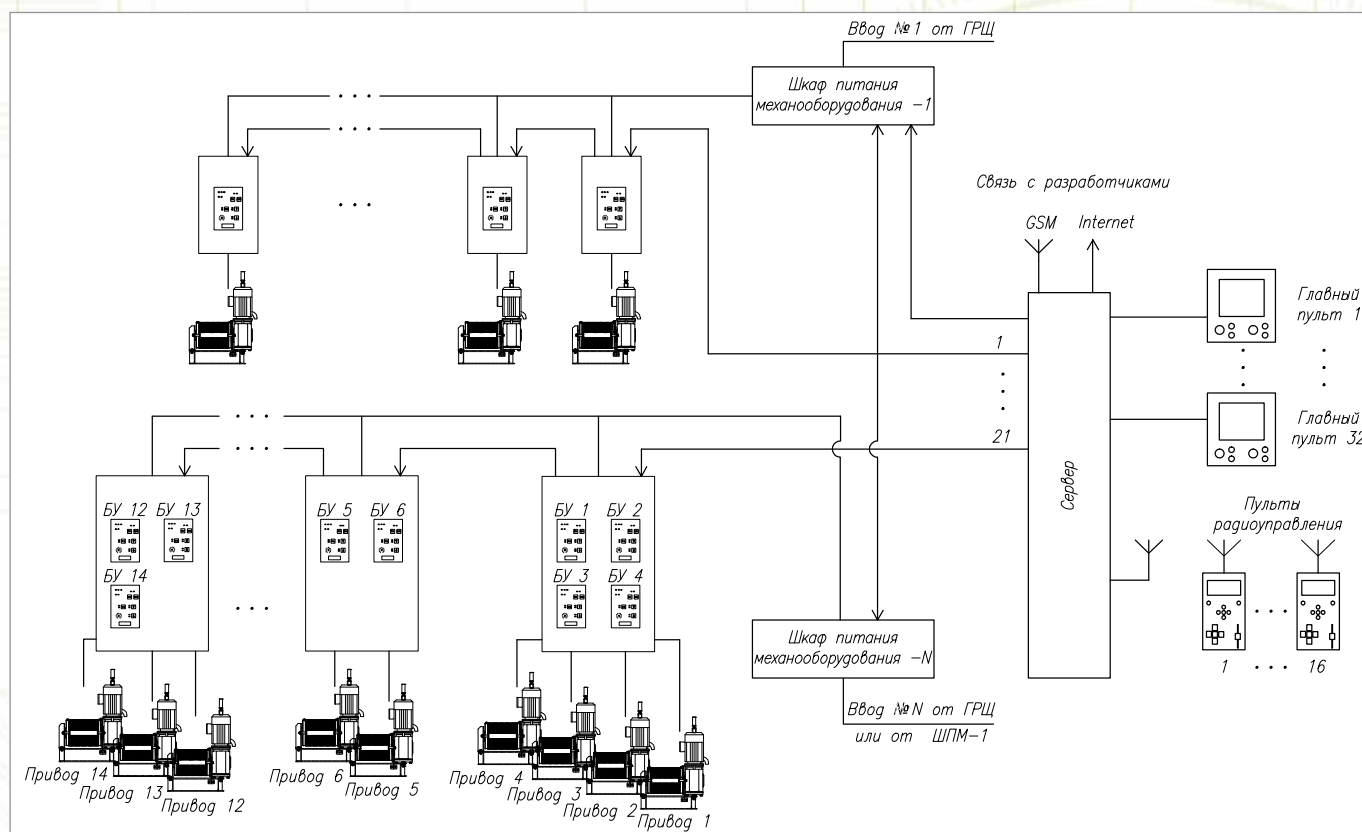 Ввод №1 от ГРЩ
Шкаф питания
механооборудования -1
Связь с разработчиками
GSM Internet
Главный
пульт 1
1
Главный
пульт 32
21
Сервер
Пульты
радиоуправления
БУ 12 БУ 13
БУ 5 БУ 6
БУ 1 БУ 2
БУ 14
БУ 3 БУ 4
Шкаф питания
механооборудования -N
1 16
Ввод №N от ГРЩ
или от ШПМ-1
Привод 14
Привод 13
Привод 12
Привод 6
Привод 5
Привод 4
Привод 3
Привод 2
Привод 1